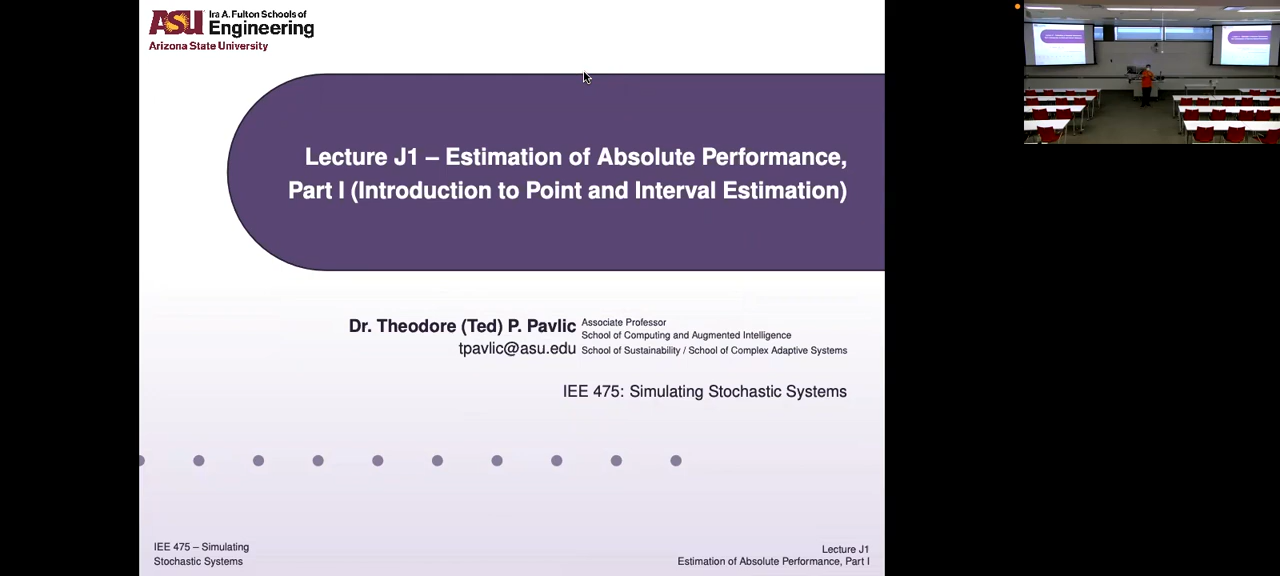 ASU Ira A. Fulton Schools of
Engineering
Arizona State University
Lecture J1 – Estimation of Absolute Performance,
Part I (Introduction to Point and Interval Estimation)
Dr. Theodore (Ted) P. Pavlic
tpavlic@asu.edu
Associate Professor
School of Computing and Augmented Intelligence
School of Sustainability / School of Complex Adaptive Systems
IEE 475: Simulating Stochastic Systems
IEE 475 – Simulating
Stochastic Systems
Lecture J1
Estimation of Absolute Performance, Part I